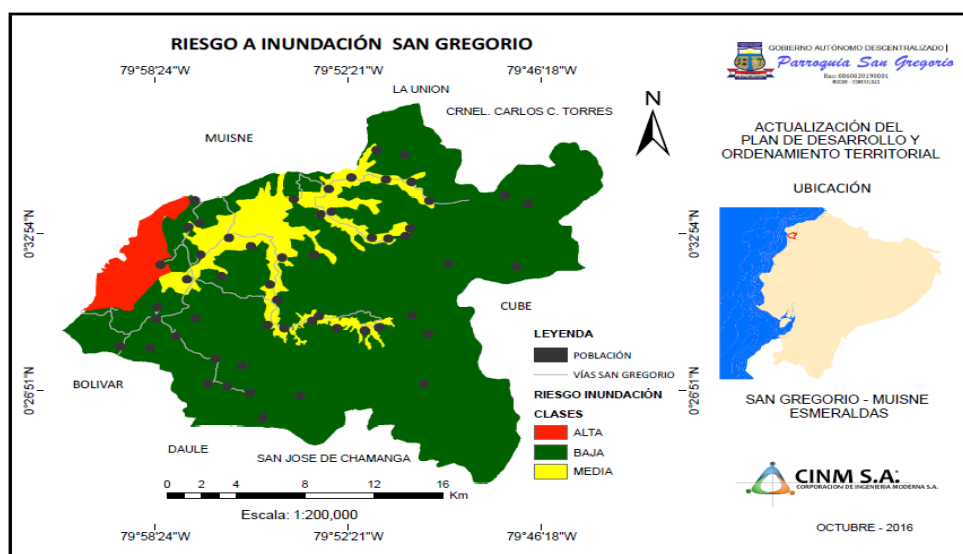 RIESGO A INUNDACIÓN SAN GREGORIO
79°58'24"W 79°52'21"W 79°46'18"W
LA UNION
CRNEL. CARLOS C. TORRES
MUISNE
N
0°32'54"N
0°32'54"N
CUBE
BOLIVAR
0°26'51"N
0°26'51"N
DAULE
SAN JOSE DE CHAMANGA
LEYENDA
POBLACIÓN
VÍAS SAN GREGORIO
RIESGO INUNDACIÓN
CLASES
ALTA
BAJA
MEDIA
0 2 4 8 12 16
Km
Escala: 1:200,000
79°58'24"W 79°52'21"W 79°46'18"W
GOBIERNO AUTÓNOMO DESCENTRALIZADO
Parroquia San Gregorio
MUISNE - ESMERALDAS
ACTUALIZACIÓN DEL
PLAN DE DESARROLLO Y
ORDENAMIENTO TERRITORIAL
UBICACIÓN
SAN GREGORIO - MUISNE
ESMERALDAS
CINM S.A.
CORPORACION DE INGENIERIA MODERNA S.A.
OCTUBRE - 2016